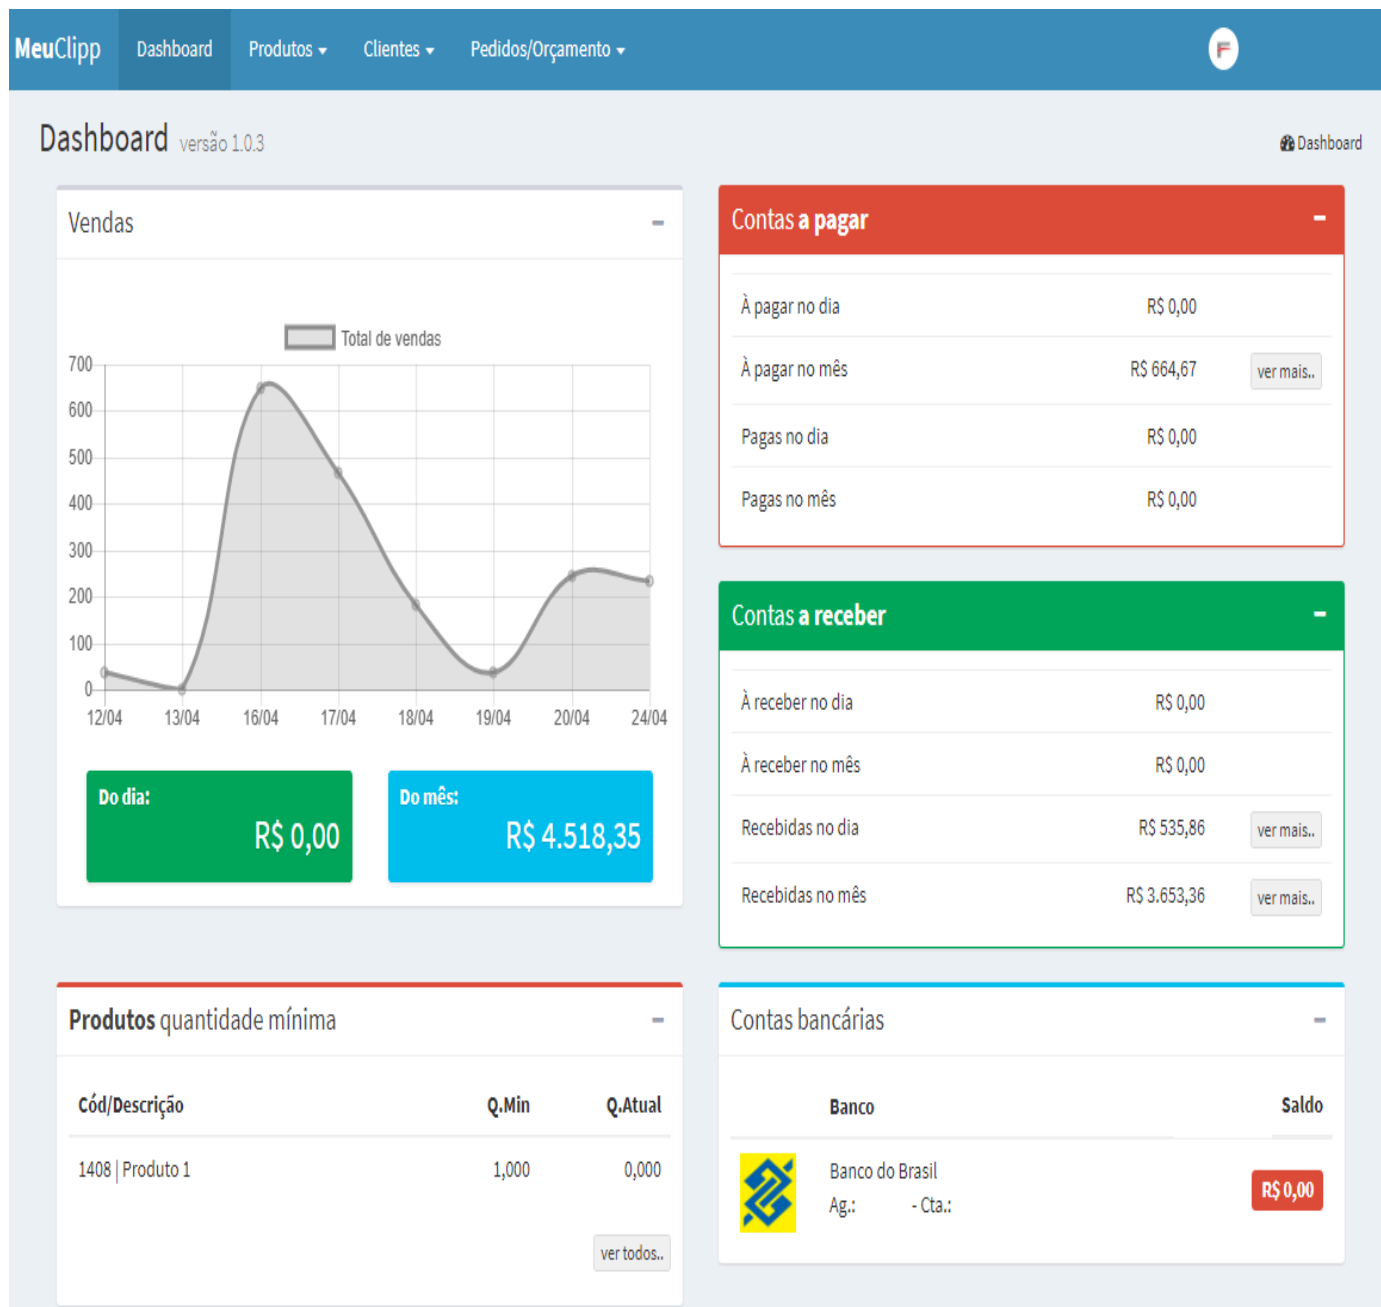 MeuClipp Dashboard Produtos Clientes Pedidos/Orçamento
Dashboard versão 1.0.3
Dashboard
Vendas
Total de vendas
700
600
500
400
300
200
100
0
12/04 13/04 16/04 17/04 18/04 19/04 20/04 24/04
Do dia:
R$ 0,00
Do mês:
R$ 4.518,35
Contas a pagar
À pagar no dia R$ 0,00
À pagar no mês R$ 664,67 ver mais..
Pagas no dia R$ 0,00
Pagas no mês R$ 0,00
Contas a receber
À receber no dia R$ 0,00
À receber no mês R$ 0,00
Recebidas no dia R$ 535,86 ver mais..
Recebidas no mês R$ 3.653,36 ver mais..
Produtos quantidade mínima
Cód/Descrição Q.Min Q.Atual
1408 | Produto 1 1,000 0,000
ver todos..
Contas bancárias
Banco Saldo
Banco do Brasil
Ag.: - Cta.:
R$ 0,00